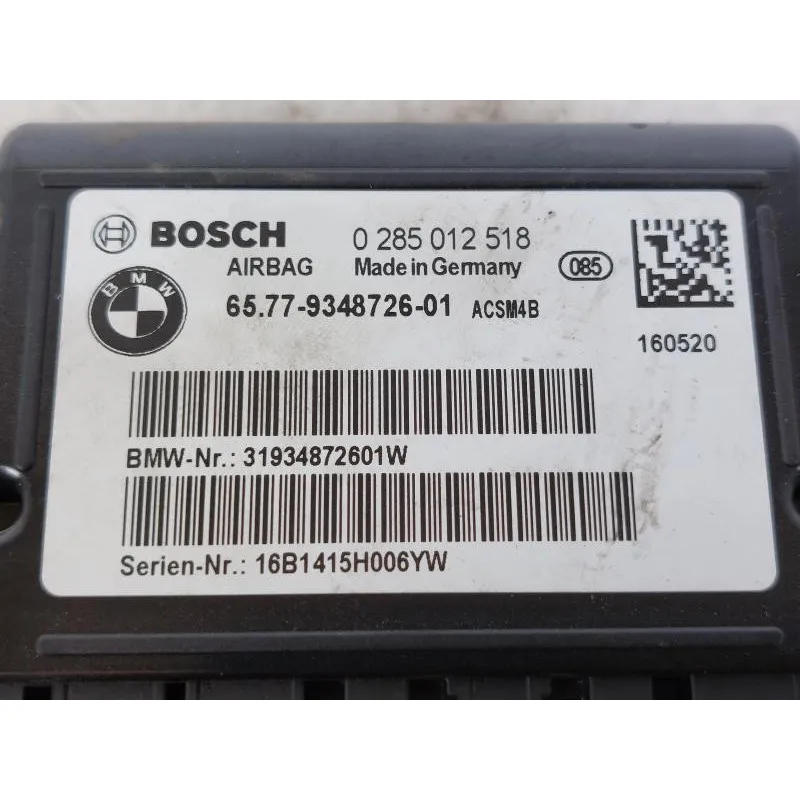 BOSCH 0 285 012 518
AIRBAG Made in Germany 085
BMW
65.77-9348726-01 ACSM4B
160520
BMW-Nr.: 31934872601W
Serien-Nr.: 16B1415H006YW